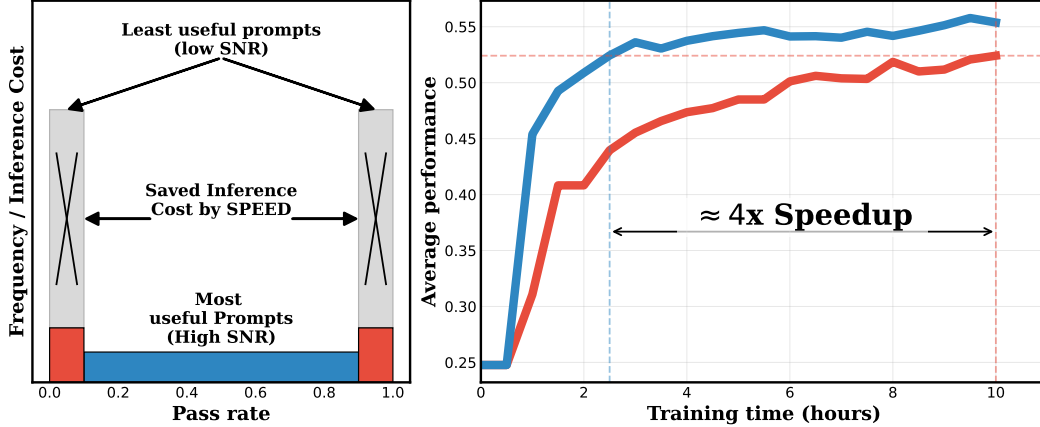 Frequency / Inference Cost
Least useful prompts
(low SNR)
Saved Inference
Cost by SPEED
Most
useful Prompts
(High SNR)
0.0 0.2 0.4 0.6 0.8 1.0
Pass rate
Average performance
0.55
0.50
0.45
0.40
0.35
0.30
0.25
≈ 4x Speedup
0 2 4 6 8 10
Training time (hours)